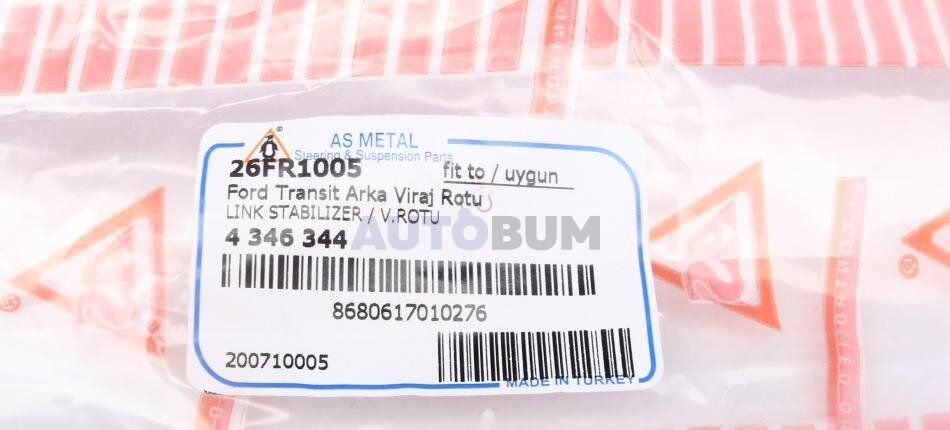 AS METAL
Steering & Suspension Parts
26FR1005 fit to / uygun
Ford Transit Arka Viraj Rotu
LINK STABILIZER / V.ROTU
4 346 344
AUTOBUM
8680617010276
200710005
MADE IN TURKEY
CONTROLLED